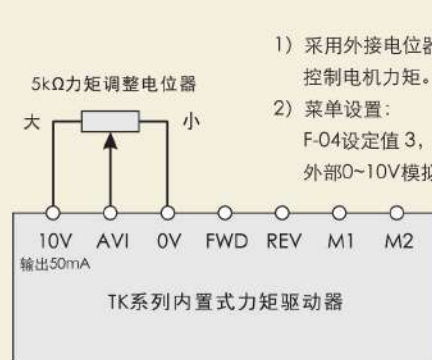 1）采用外接电位器
控制电机力矩。
2）菜单设置：
F-04设定值 3，
外部0~10V模拟
5kΩ力矩调整电位器
大 小
10V AVI 0V FWD REV M1 M2
输出50mA
TK系列内置式力矩驱动器